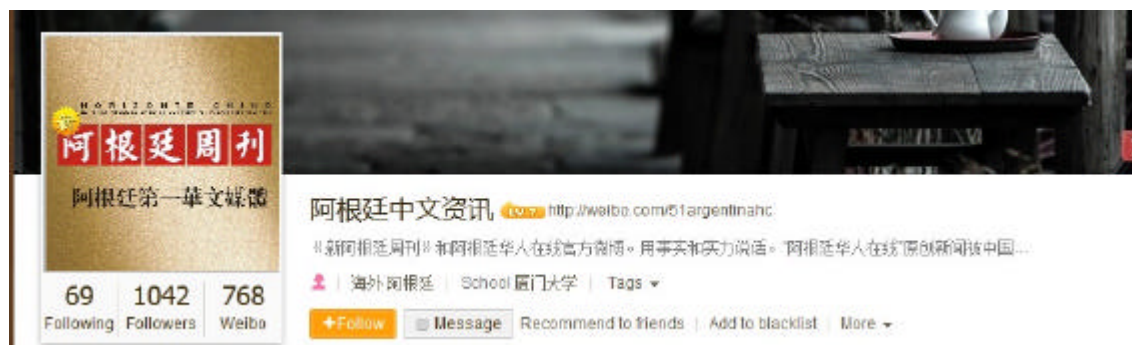 HORIZONTE CHINO
阿根廷周刊
阿根廷第一華文媒體
69 1042 768
Following Followers Weibo
阿根廷中文资讯 LV 7 http://weibo.com/51argentinahc
《新阿根廷周刊》和阿根廷华人在线官方微博。用事实和实力说话。"阿根廷华人在线"原创新闻被中国...
海外 阿根廷 | School 厦门大学 | Tags
+Follow Message Recommend to friends | Add to blacklist | More